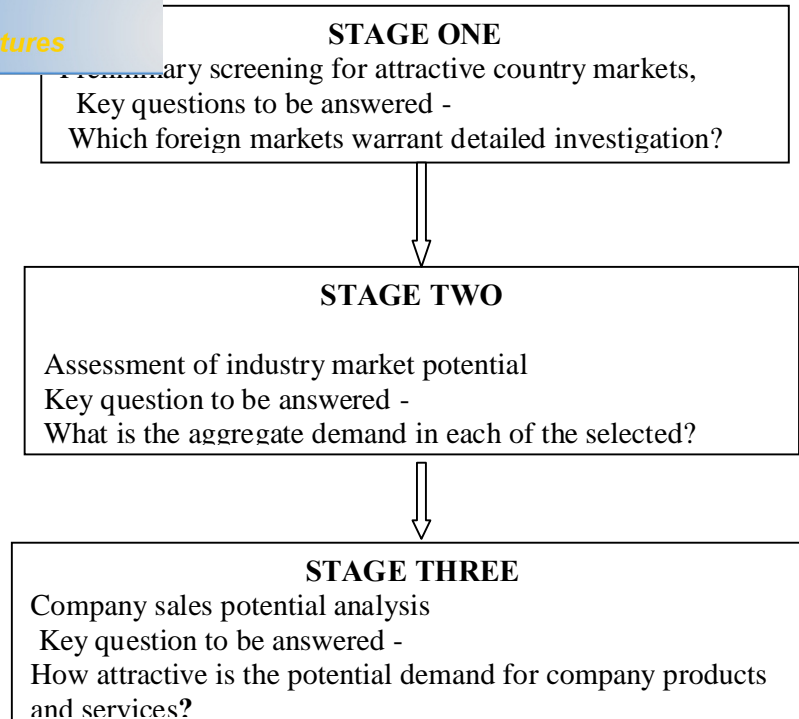 tures
STAGE ONE
Preliminary screening for attractive country markets,
Key questions to be answered -
Which foreign markets warrant detailed investigation?
STAGE TWO
Assessment of industry market potential
Key question to be answered -
What is the aggregate demand in each of the selected?
STAGE THREE
Company sales potential analysis
Key question to be answered -
How attractive is the potential demand for company products
and services?